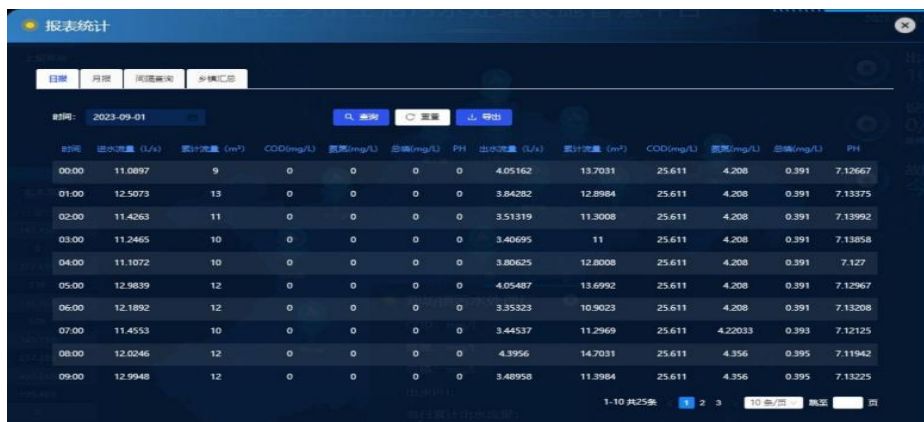 报表统计
日报 月报 间隔查询 乡镇汇总
时间: 2023-09-01 查询 重置 导出
时间 进水流量 (L/s) 累计流量 (m³) COD(mg/L) 氨氮(mg/L) 总磷(mg/L) PH 出水流量 (L/s) 累计流量 (m³) COD(mg/L) 氨氮(mg/L) 总磷(mg/L) PH
00:00 11.0897 9 0 0 0 0 4.05162 13.7031 25.611 4.208 0.391 7.12667
01:00 12.5073 13 0 0 0 0 3.84282 12.8984 25.611 4.208 0.391 7.13375
02:00 11.4263 11 0 0 0 0 3.51319 11.3008 25.611 4.208 0.391 7.13992
03:00 11.2465 10 0 0 0 0 3.40695 11 25.611 4.208 0.391 7.13858
04:00 11.1072 10 0 0 0 0 3.80625 12.8008 25.611 4.208 0.391 7.127
05:00 12.9839 12 0 0 0 0 4.05487 13.6992 25.611 4.208 0.391 7.12967
06:00 12.1892 12 0 0 0 0 3.35323 10.9023 25.611 4.208 0.391 7.13208
07:00 11.4553 10 0 0 0 0 3.44537 11.2969 25.611 4.22033 0.393 7.12125
08:00 12.0246 12 0 0 0 0 4.3956 14.7031 25.611 4.356 0.395 7.11942
09:00 12.9948 12 0 0 0 0 3.48958 11.3984 25.611 4.356 0.395 7.13225
1-10 共25条 1 2 3 10 条/页 跳至 页